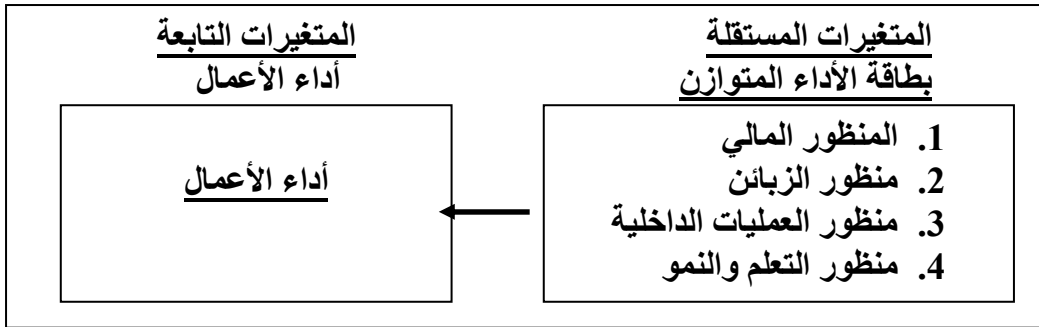 المتغيرات المستقلة
بطاقة الأداء المتوازن
1. المنظور المالي
2. منظور الزبائن
3. منظور العمليات الداخلية
4. منظور التعلم والنمو
المتغيرات التابعة
أداء الأعمال
أداء الأعمال